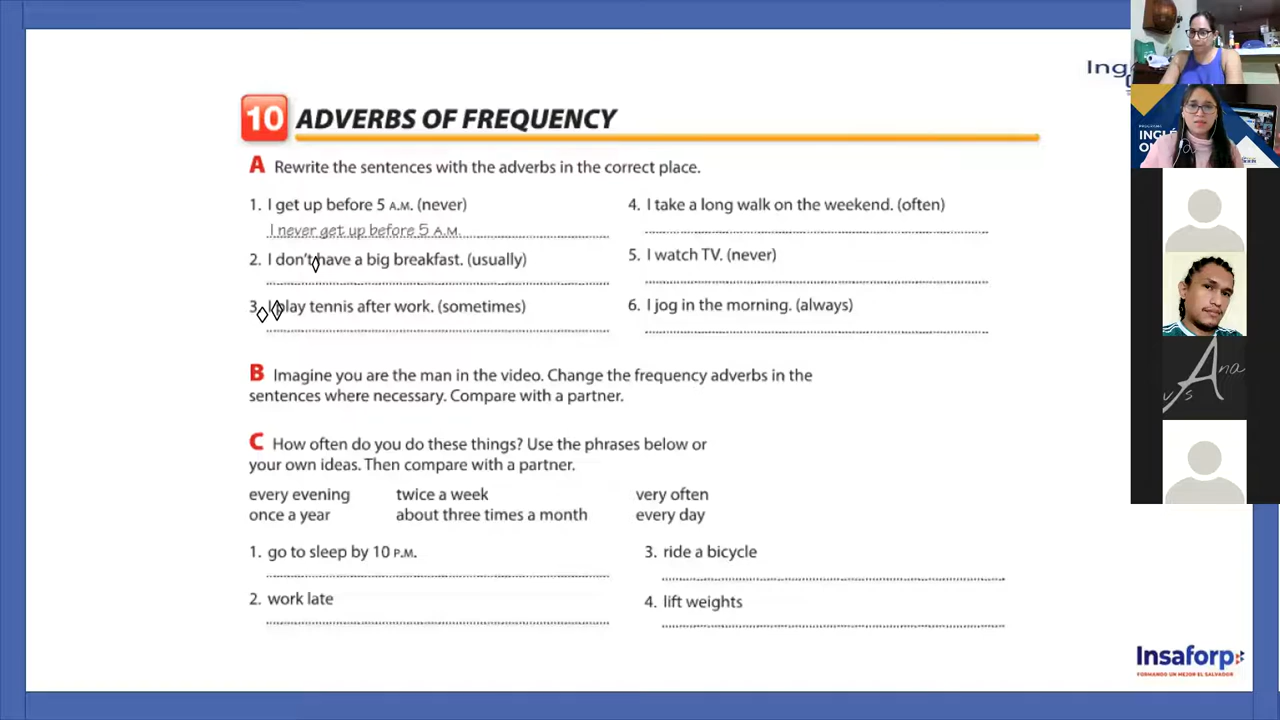 10 ADVERBS OF FREQUENCY
A Rewrite the sentences with the adverbs in the correct place.
1. I get up before 5 A.M. (never)
I never get up before 5 A.M.
2. I don't have a big breakfast. (usually)
3. I play tennis after work. (sometimes)
4. I take a long walk on the weekend. (often)
5. I watch TV. (never)
6. I jog in the morning. (always)
B Imagine you are the man in the video. Change the frequency adverbs in the
sentences where necessary. Compare with a partner.
C How often do you do these things? Use the phrases below or
your own ideas. Then compare with a partner.
every evening twice a week very often
once a year about three times a month every day
1. go to sleep by 10 P.M.
2. work late
3. ride a bicycle
4. lift weights
Insaforp
FORMANDO UN MEJOR EL SALVADOR
Ana